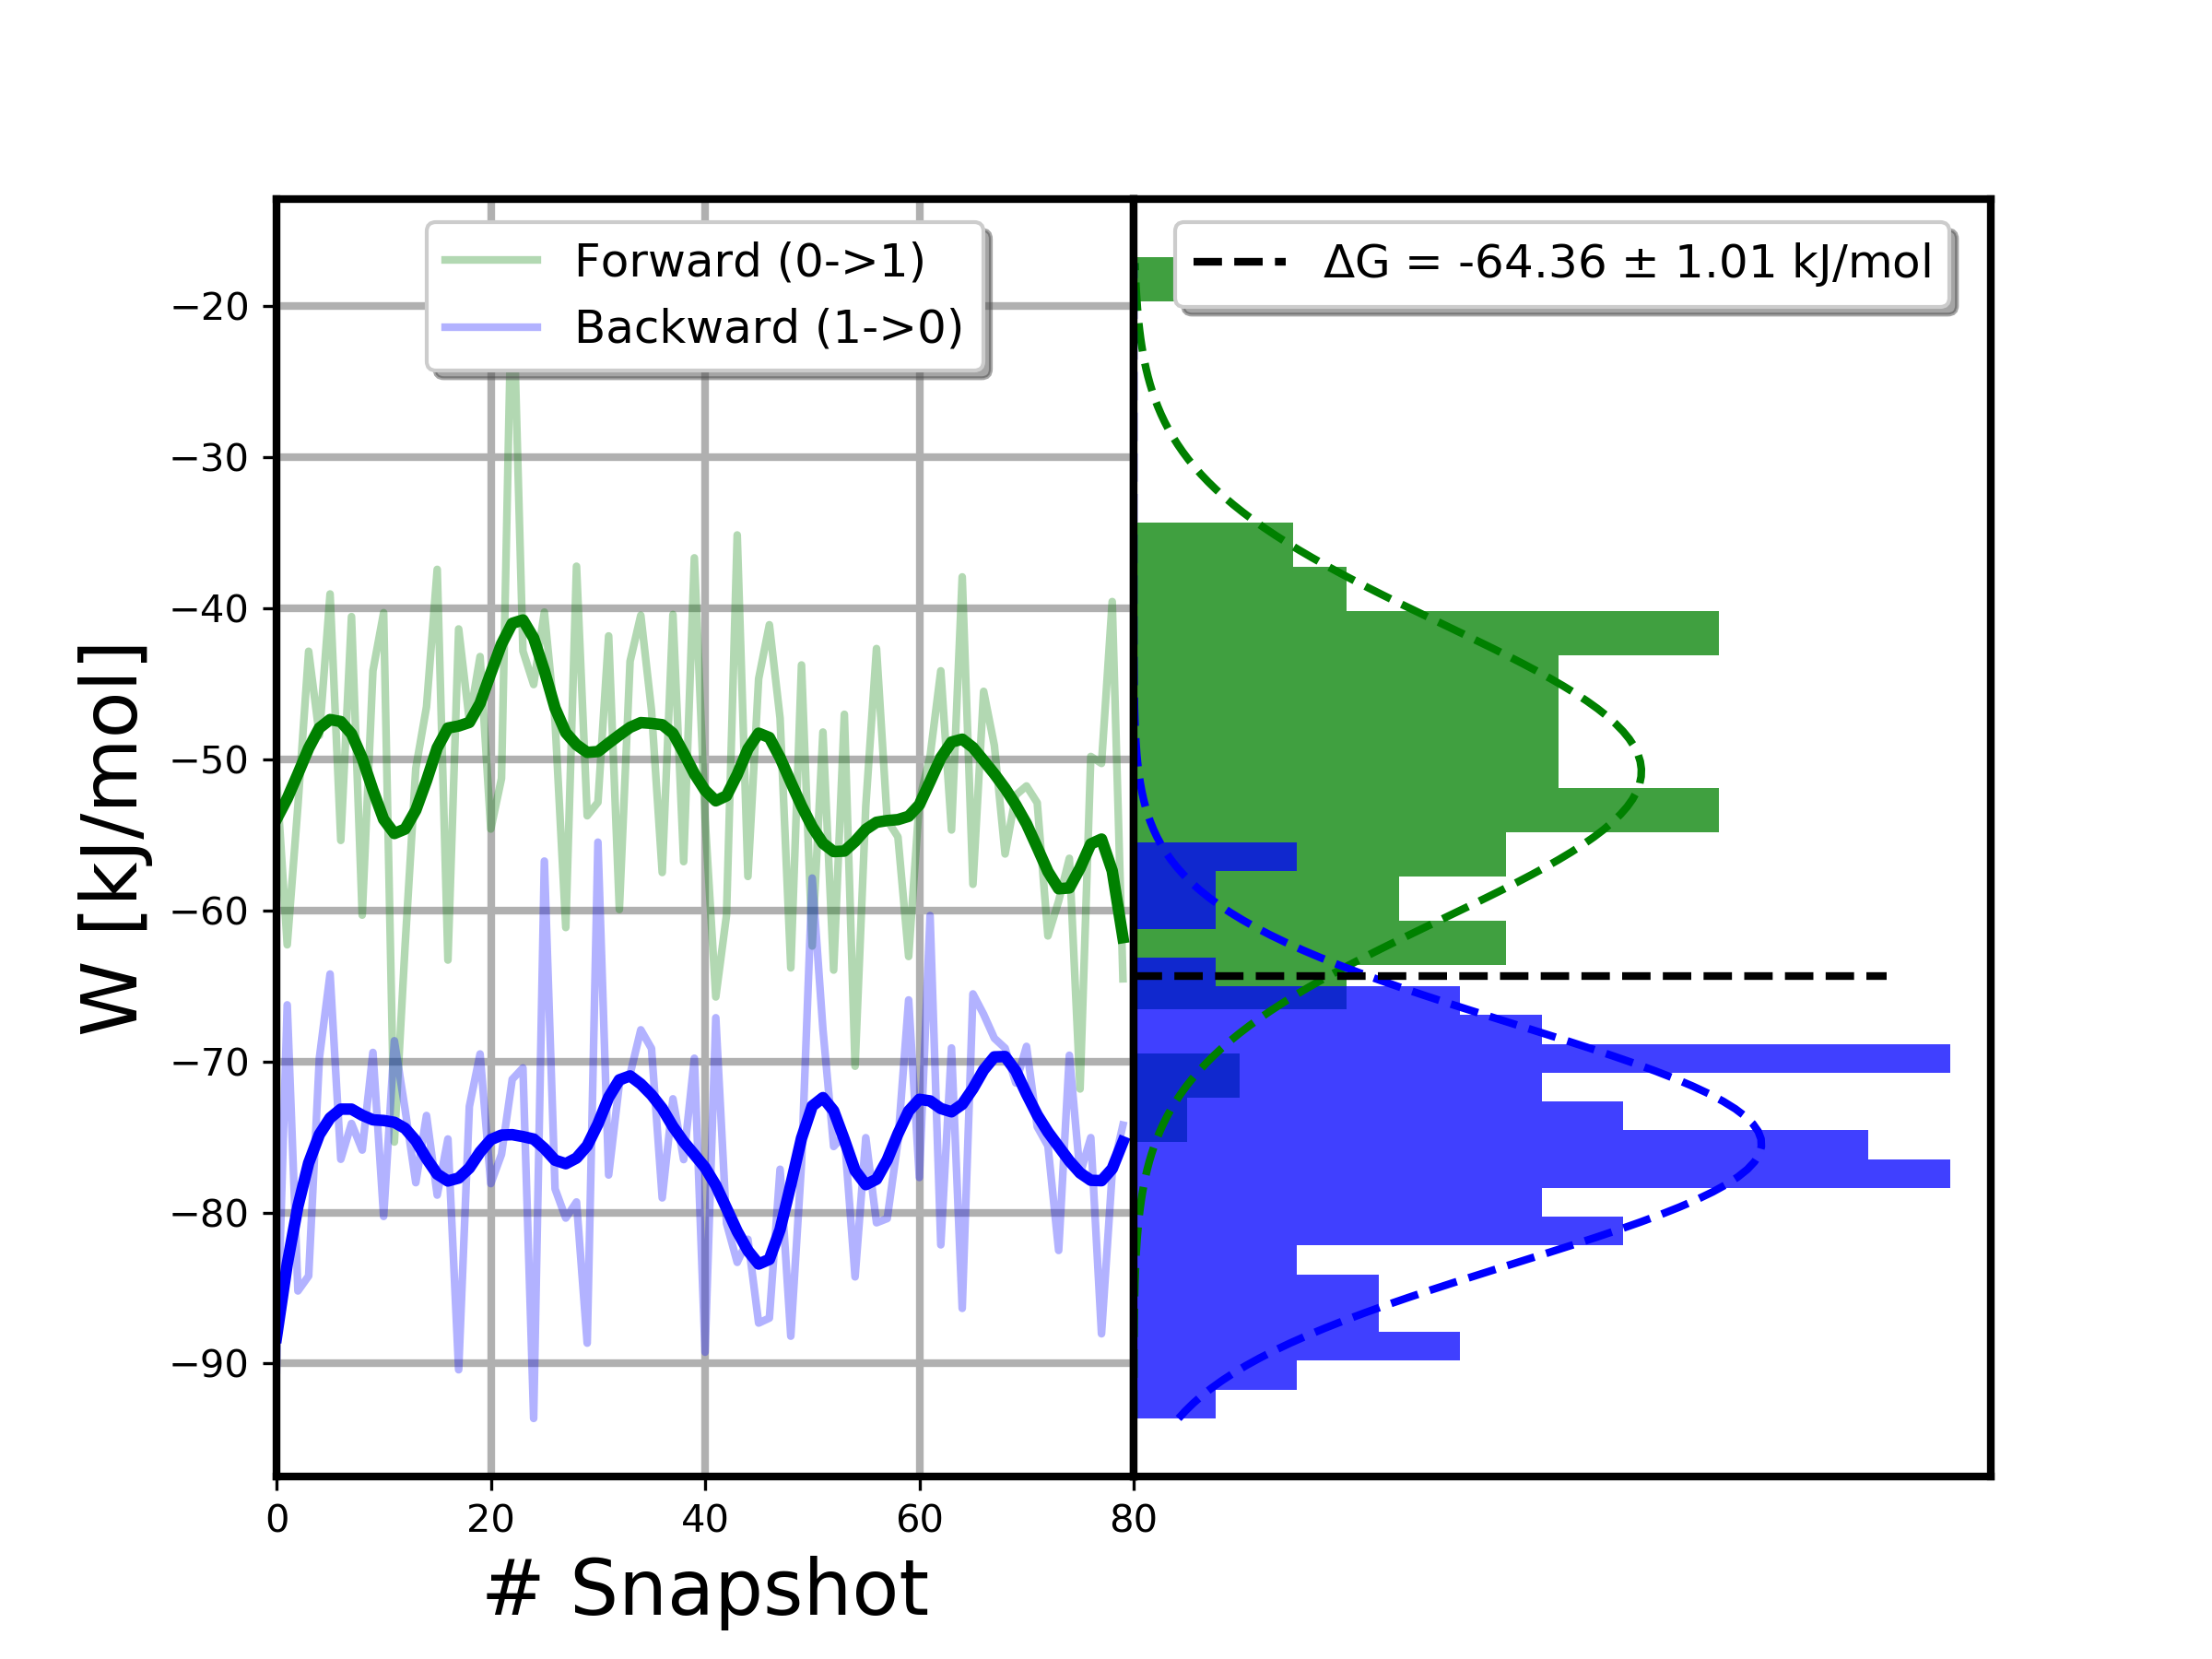 Forward (0->1)
Backward (1->0)
ΔG = -64.36 ± 1.01 kJ/mol
−20
−30
−40
−50
−60
−70
−80
−90
W [kJ/mol]
0 20 40 60 80
# Snapshot